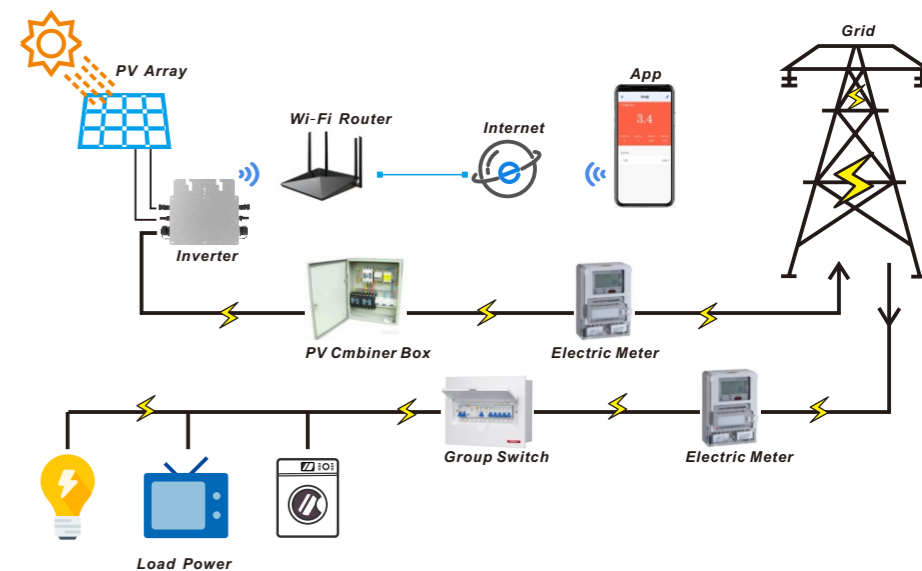 Grid
PV Array
App
Wi-Fi Router
Internet
3.4
Inverter
PV Cmbiner Box
Electric Meter
Group Switch
Electric Meter
Load Power